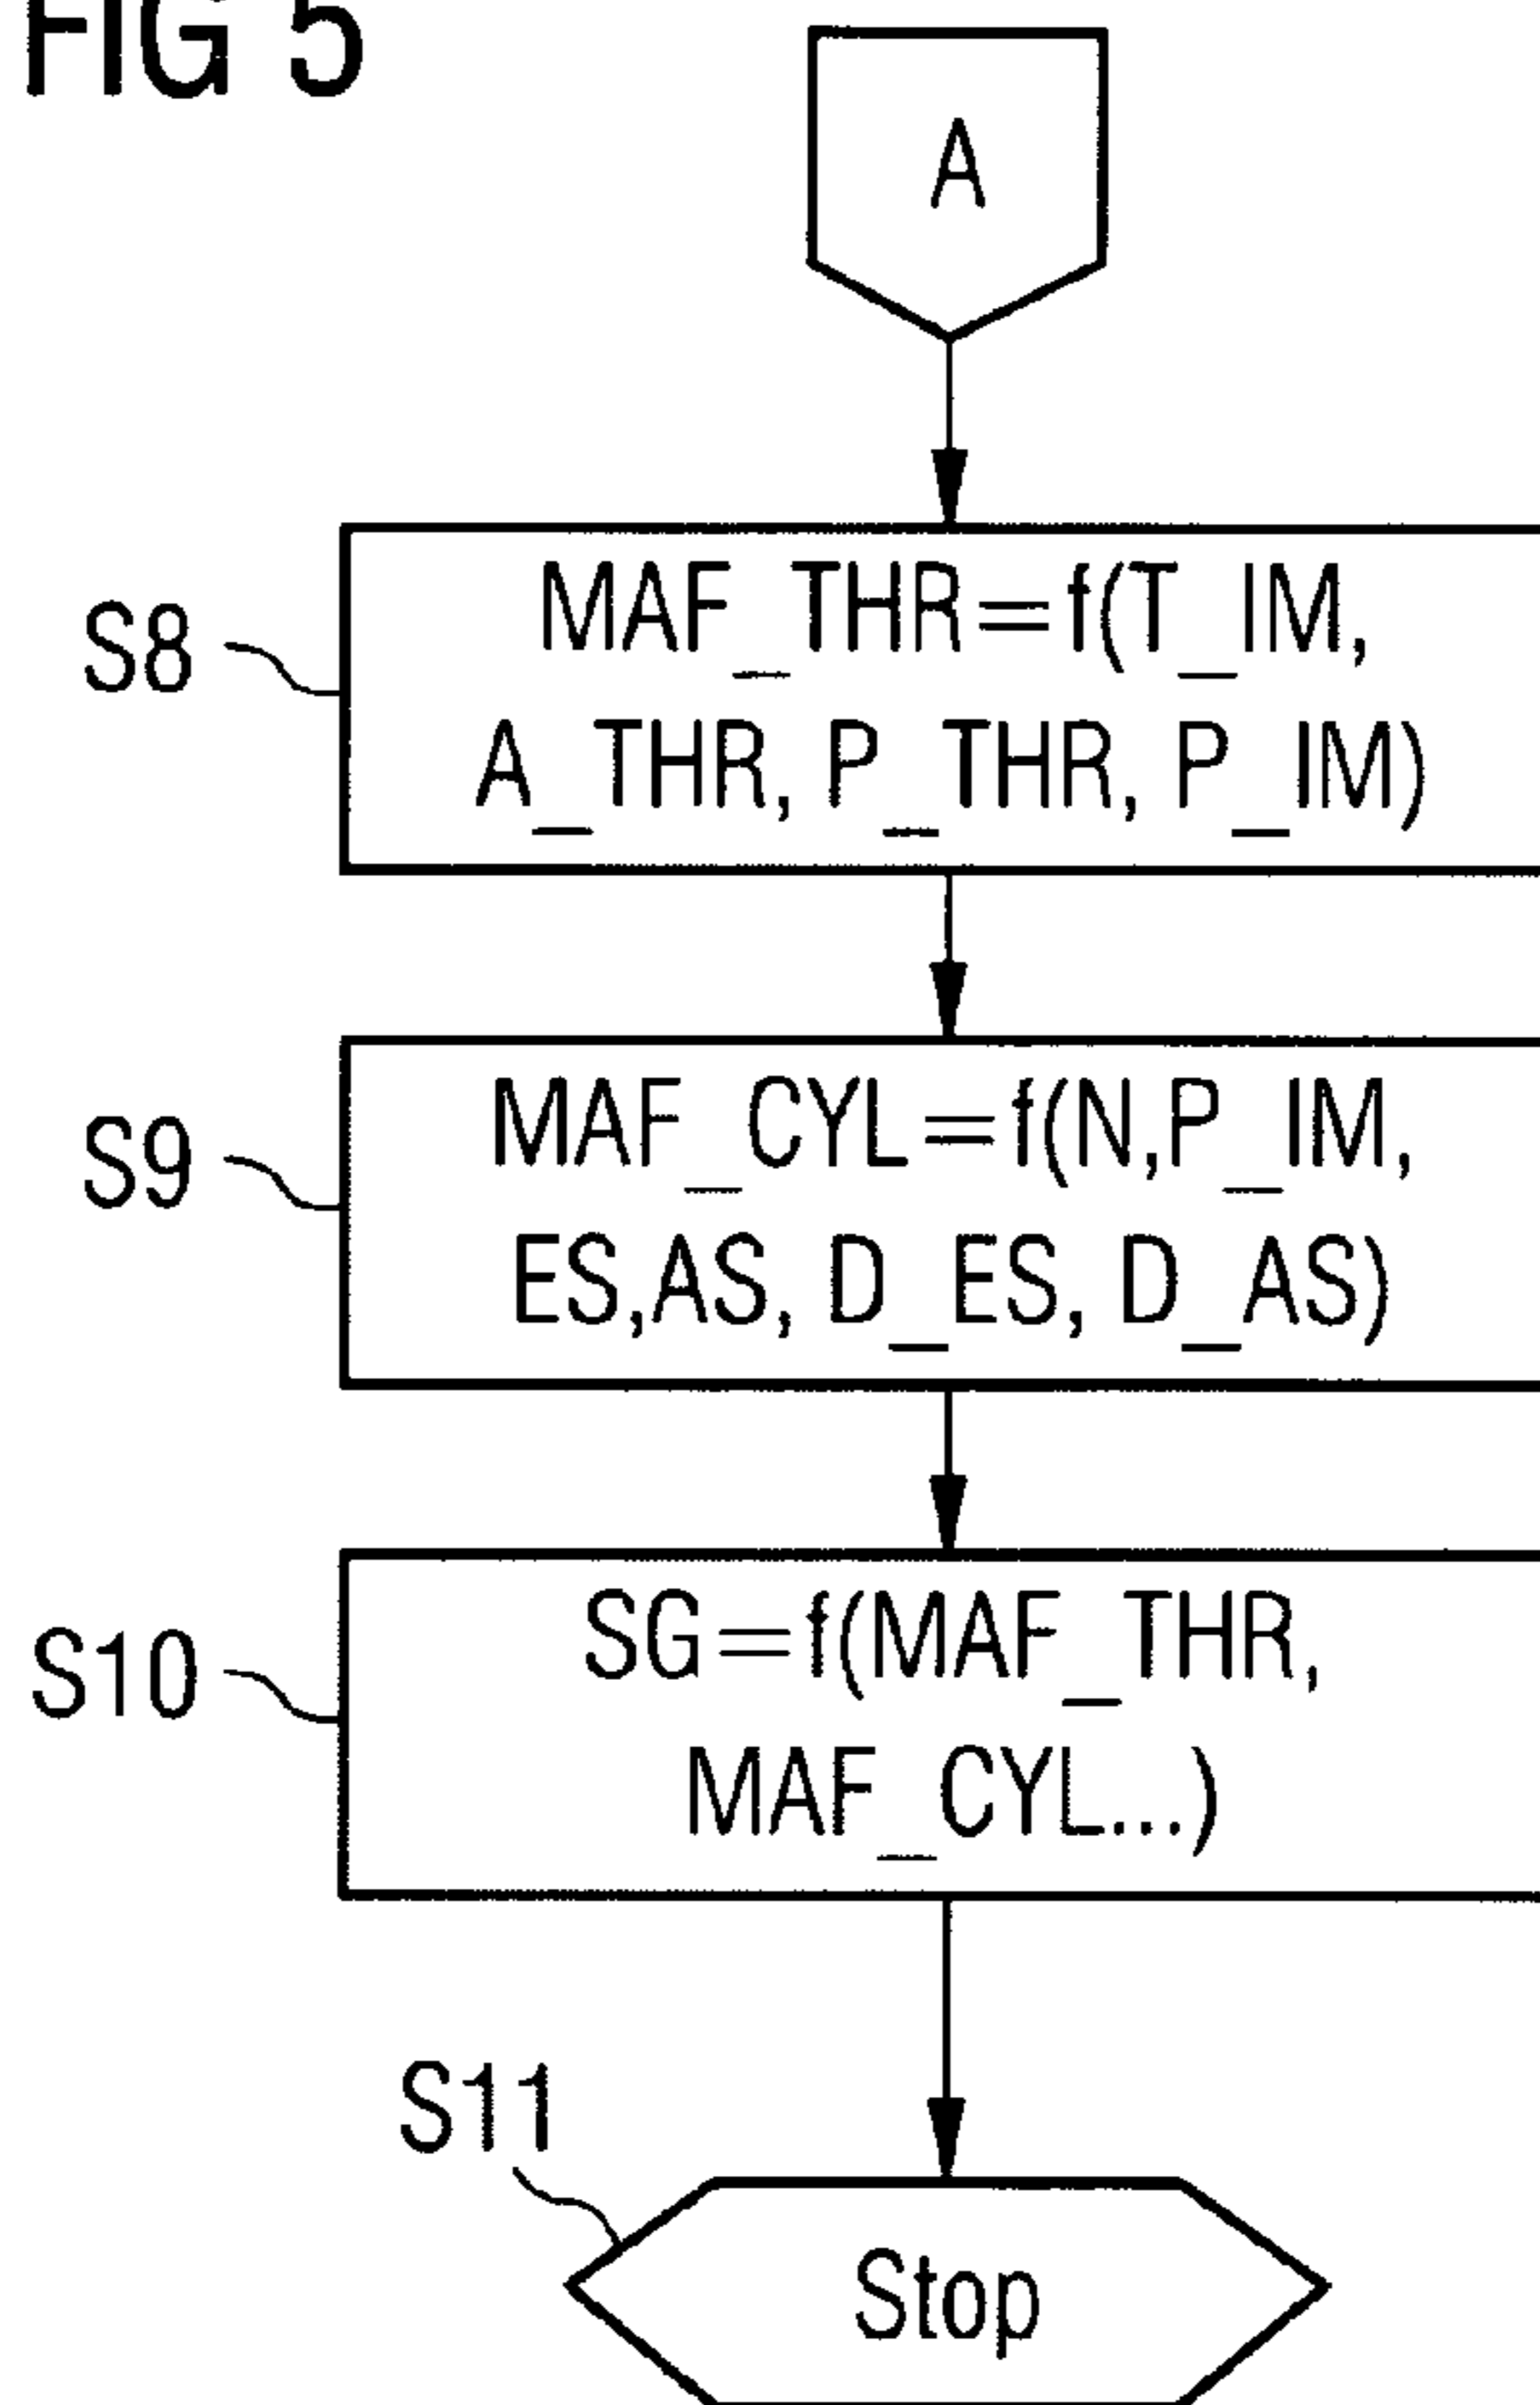 FIG 5
A
S8
MAF_THR=f(T_IM,
A_THR, P_THR, P_IM)
S9
MAF_CYL=f(N,P_IM,
ES,AS, D_ES, D_AS)
S10
SG=f(MAF_THR,
MAF_CYL...)
S11
Stop